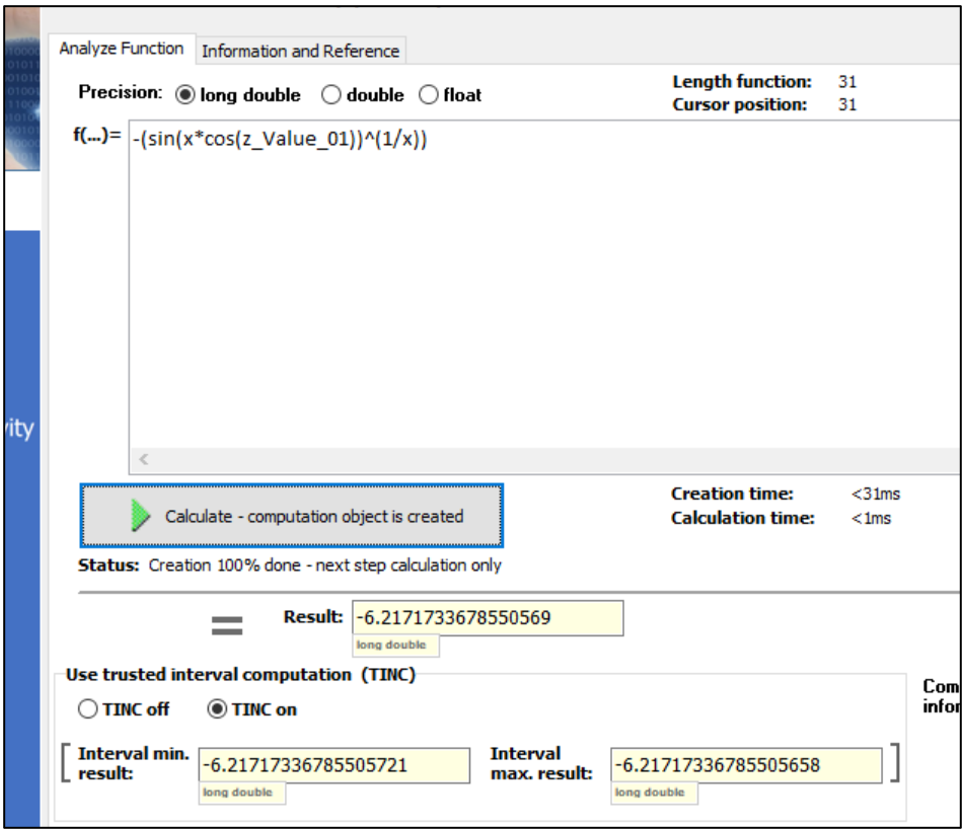 Analyze Function
Information and Reference
Precision: long double double float
Length function: 31
Cursor position: 31
f(...)= -(sin(x*cos(z_Value_01))^(1/x))
vity
<
Calculate - computation object is created
Creation time: <31ms
Calculation time: <1ms
Status: Creation 100% done - next step calculation only
= Result: -6.2171733678550569
long double
Use trusted interval computation (TINC)
TINC off TINC on
Com
infor
[ Interval min. result: -6.21717336785505721
long double
Interval max. result: -6.21717336785505658 ]
long double